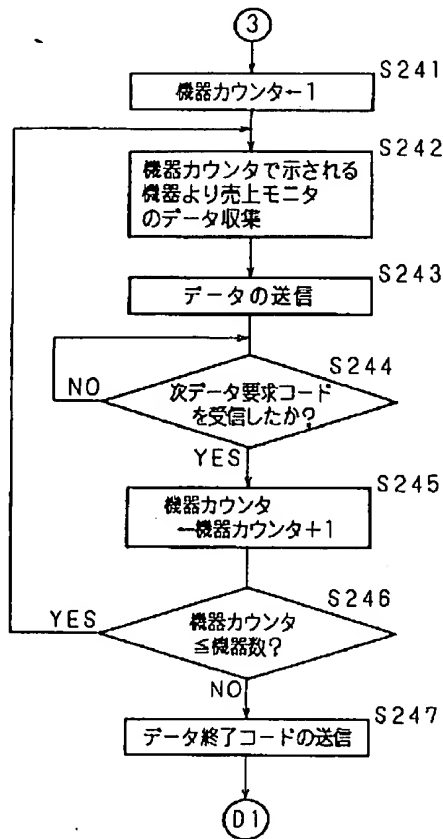 3
S241
機器カウンタ←1
S242
機器カウンタで示される
機器より売上モニタ
のデータ収集
S243
データの送信
S244
NO
次データ要求コード
を受信したか?
YES
S245
機器カウンタ
←機器カウンタ+1
S246
YES
機器カウンタ
≦機器数?
NO
S247
データ終了コードの送信
D1